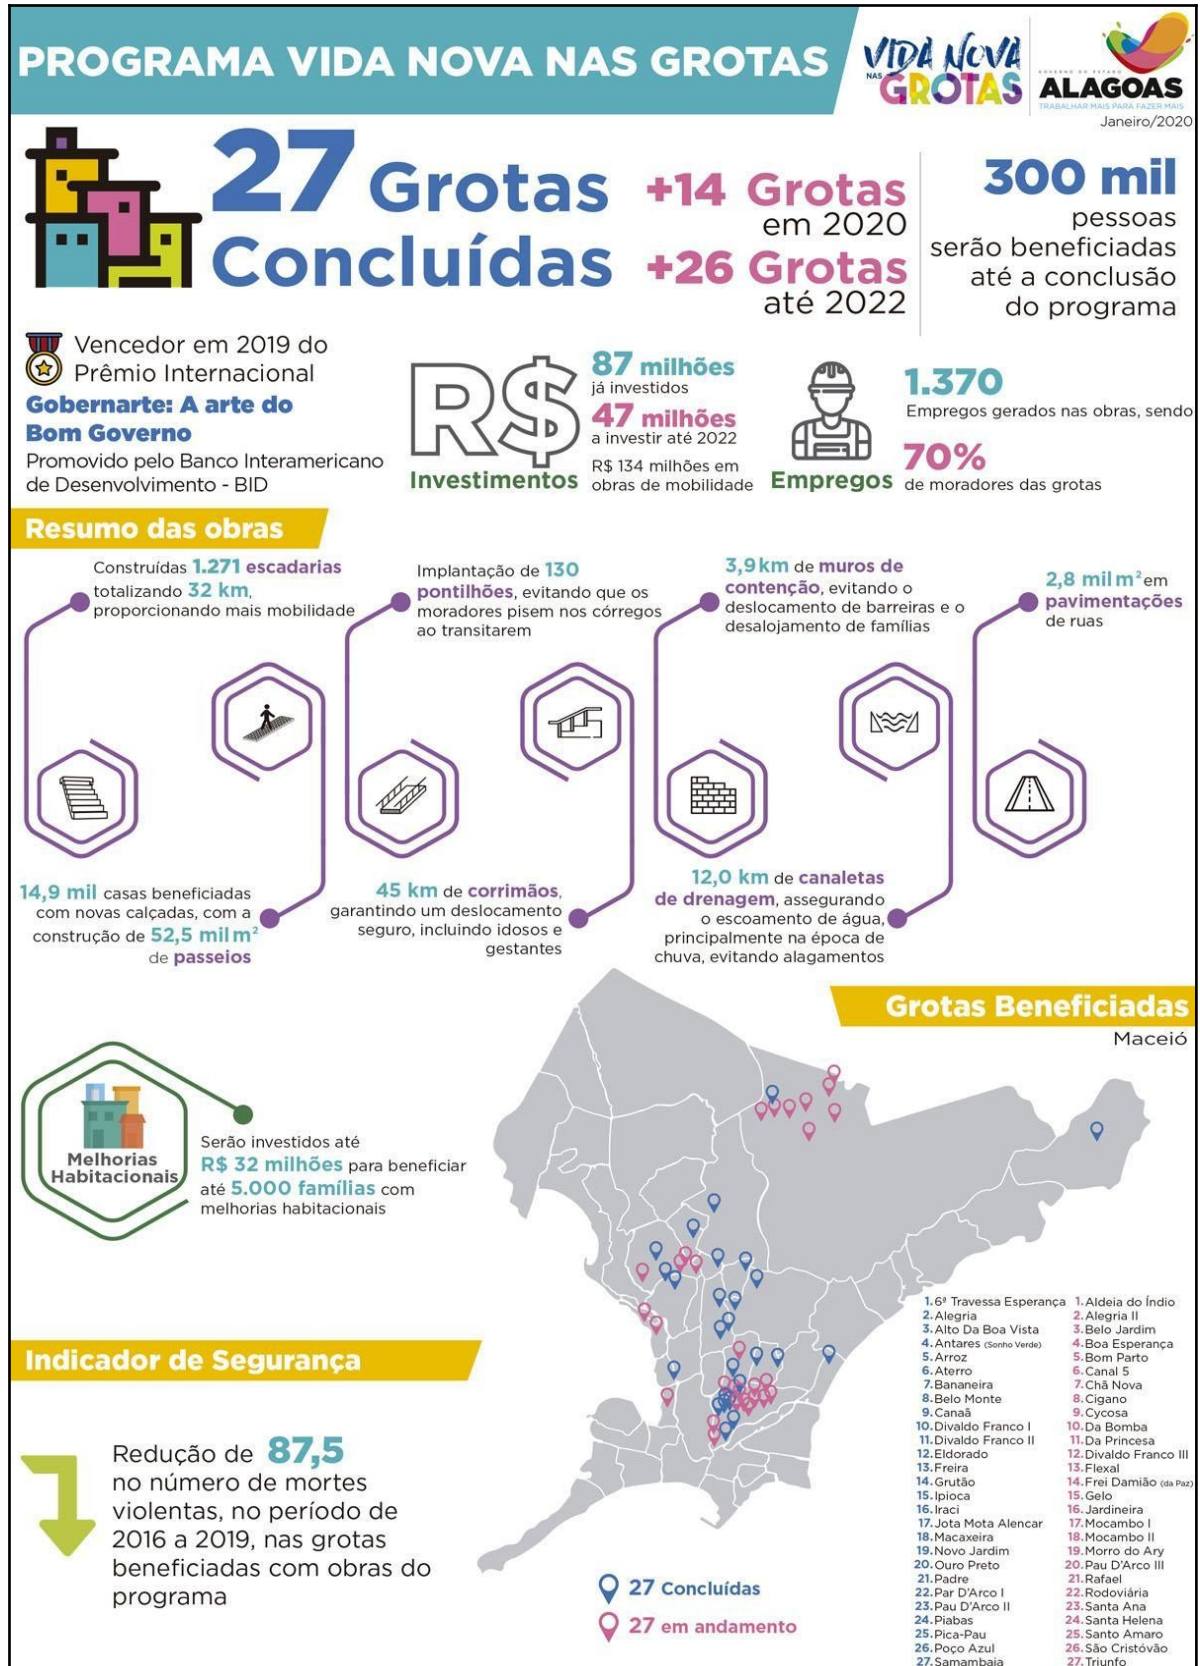 PROGRAMA VIDA NOVA NAS GROTAS
VIDA NOVA
NAS GROTAS
GOVERNO DO ESTADO
ALAGOAS
TRABALHAR MAIS PARA FAZER MAIS
Janeiro/2020
27 Grotas
Concluídas
+14 Grotas
em 2020
+26 Grotas
até 2022
300 mil
pessoas
serão beneficiadas
até a conclusão
do programa
Vencedor em 2019 do
Prêmio Internacional
Gobernarte: A arte do
Bom Governo
Promovido pelo Banco Interamericano
de Desenvolvimento - BID
R$
Investimentos
87 milhões
já investidos
47 milhões
a investir até 2022
R$ 134 milhões em
obras de mobilidade
Empregos
1.370
Empregos gerados nas obras, sendo
70%
de moradores das grotas
Resumo das obras
Construídas 1.271 escadarias
totalizando 32 km,
proporcionando mais mobilidade
Implantação de 130
pontilhões, evitando que os
moradores pisem nos córregos
ao transitarem
3,9 km de muros de
contenção, evitando o
deslocamento de barreiras e o
desalojamento de famílias
2,8 mil m² em
pavimentações
de ruas
14,9 mil casas beneficiadas
com novas calçadas, com a
construção de 52,5 mil m²
de passeios
45 km de corrimãos,
garantindo um deslocamento
seguro, incluindo idosos e
gestantes
12,0 km de canaletas
de drenagem, assegurando
o escoamento de água,
principalmente na época de
chuva, evitando alagamentos
Grotas Beneficiadas
Maceió
Melhorias
Habitacionais
Serão investidos até
R$ 32 milhões para beneficiar
até 5.000 famílias com
melhorias habitacionais
Indicador de Segurança
Redução de 87,5
no número de mortes
violentas, no período de
2016 a 2019, nas grotas
beneficiadas com obras do
programa
27 Concluídas
27 em andamento
1. 6ª Travessa Esperança
2. Alegria
3. Alto Da Boa Vista
4. Antares (Sonho Verde)
5. Arroz
6. Aterro
7. Bananeira
8. Belo Monte
9. Canaã
10. Divaldo Franco I
11. Divaldo Franco II
12. Eldorado
13. Freira
14. Grutão
15. Ipioca
16. Iraci
17. Jota Mota Alencar
18. Macaxeira
19. Novo Jardim
20. Ouro Preto
21. Padre
22. Par D'Arco I
23. Pau D'Arco II
24. Piabas
25. Pica-Pau
26. Poço Azul
27. Samambaia
1. Aldeia do Índio
2. Alegria II
3. Belo Jardim
4. Boa Esperança
5. Bom Parto
6. Canal 5
7. Chã Nova
8. Cigano
9. Cycosa
10. Da Bomba
11. Da Princesa
12. Divaldo Franco III
13. Flexal
14. Frei Damião (da Paz)
15. Gelo
16. Jardineira
17. Mocambo I
18. Mocambo II
19. Morro do Ary
20. Pau D'Arco III
21. Rafael
22. Rodoviária
23. Santa Ana
24. Santa Helena
25. Santo Amaro
26. São Cristóvão
27. Triunfo